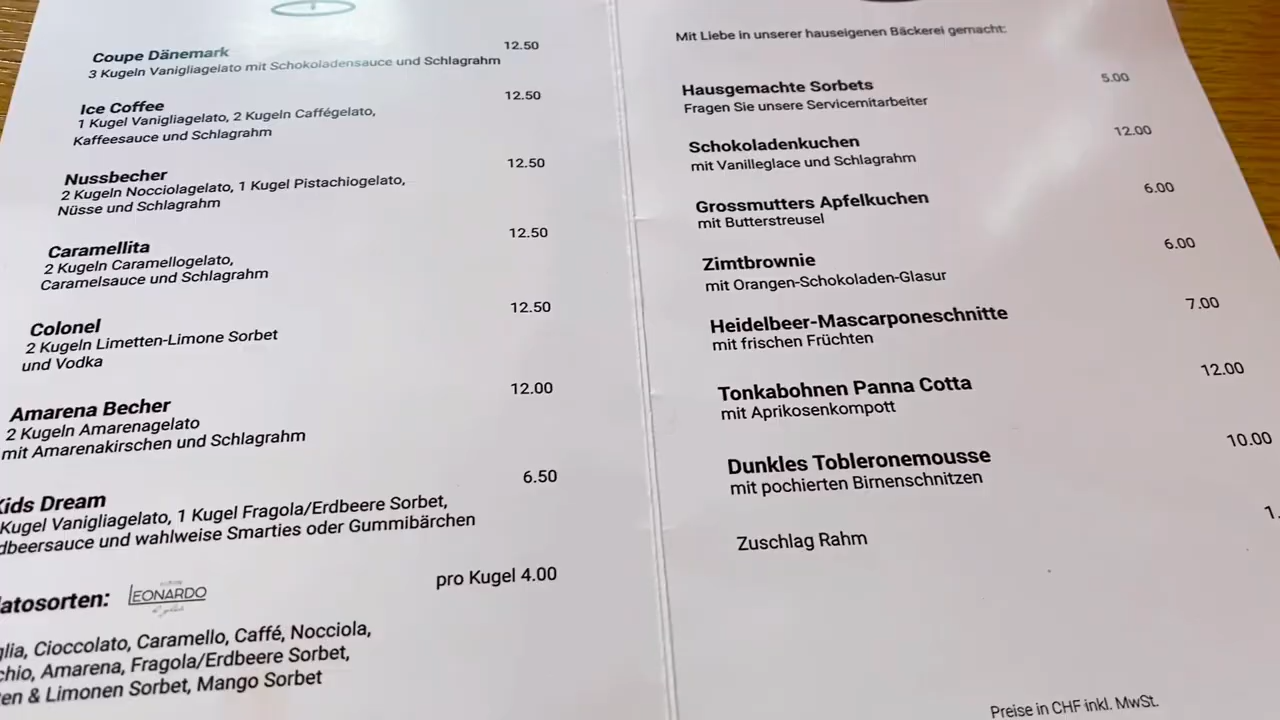 Coupe Dänemark 12.50
3 Kugeln Vanigliagelato mit Schokoladensauce und Schlagrahm
Ice Coffee 12.50
1 Kugel Vanigliagelato, 2 Kugeln Caffégelato,
Kaffeesauce und Schlagrahm
Nussbecher 12.50
2 Kugeln Nocciolagelato, 1 Kugel Pistachiogelato,
Nüsse und Schlagrahm
Caramellita 12.50
2 Kugeln Caramellogelato,
Caramelsauce und Schlagrahm
Colonel 12.50
2 Kugeln Limetten-Limone Sorbet
und Vodka
Amarena Becher 12.00
2 Kugeln Amarenagelato
mit Amarenakirschen und Schlagrahm
Kids Dream 6.50
Kugel Vanigliagelato, 1 Kugel Fragola/Erdbeere Sorbet,
dbeersauce und wahlweise Smarties oder Gummibärchen
atosorten: LEONARDO pro Kugel 4.00
glia, Cioccolato, Caramello, Caffé, Nocciola,
chio, Amarena, Fragola/Erdbeere Sorbet,
ten & Limonen Sorbet, Mango Sorbet
Mit Liebe in unserer hauseigenen Bäckerei gemacht:
Hausgemachte Sorbets 5.00
Fragen Sie unsere Servicemitarbeiter
Schokoladenkuchen 12.00
mit Vanilleglace und Schlagrahm
Grossmutters Apfelkuchen 6.00
mit Butterstreusel
Zimtbrownie 6.00
mit Orangen-Schokoladen-Glasur
Heidelbeer-Mascarponeschnitte 7.00
mit frischen Früchten
Tonkabohnen Panna Cotta 12.00
mit Aprikosenkompott
Dunkles Tobleronemousse 10.00
mit pochierten Birnenschnitzen
Zuschlag Rahm 1.
Preise in CHF inkl. MwSt.